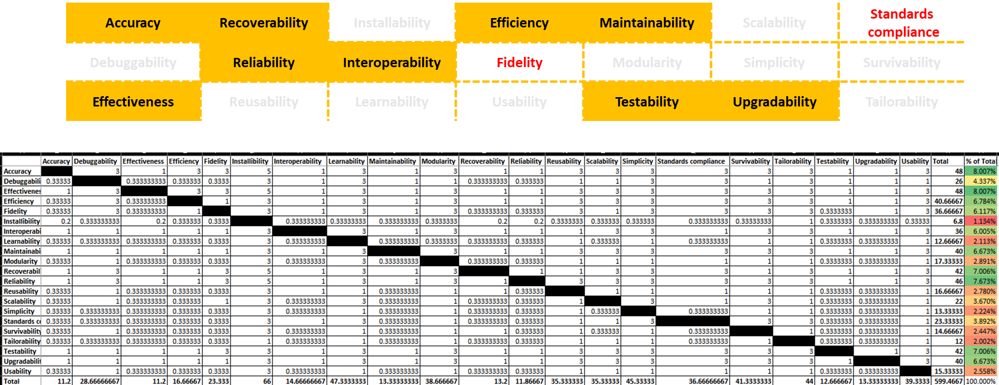 Accuracy Recoverability Installability Efficiency Maintainability Scalability Standards compliance
Debuggability Reliability Interoperability Fidelity Modularity Simplicity Survivability
Effectiveness Reusability Learnability Usability Testability Upgradability Tailorability
Accuracy Debuggability Effectiveness Efficiency Fidelity Installibility Interoperability Learnability Maintainability Modularity Recoverability Reliability Reusability Scalability Simplicity Standards compliance Survivability Tailorability Testability Upgradability Usability Total % of Total
Accuracy 3 1 3 3 5 1 3 1 3 1 1 3 3 3 3 3 3 1 1 3 48 8.007%
Debuggabili 0.33333 0.333333333 0.333333 0.3333 3 1 3 1 1 0.333333333 0.333333 1 1 3 3 1 3 1 1 1 26 4.337%
Effectivenes 1 3 3 3 5 1 3 1 3 1 1 3 3 3 3 3 3 1 1 3 48 8.007%
Efficiency 0.33333 3 0.333333333 1 3 1 3 1 3 1 1 3 3 3 3 3 3 1 1 3 40.66667 6.784%
Fidelity 0.33333 3 0.333333333 1 3 1 3 1 3 0.333333333 0.333333 3 1 3 3 3 3 0.3333333 1 3 36.66667 6.117%
Installibility 0.2 0.333333333 0.2 0.333333 0.3333 0.333333333 0.33333333 0.33333333 0.3333333 0.2 0.2 0.3333333 0.333333 0.333333 0.333333333 0.33333333 1 0.3333333 0.333333333 0.33333 6.8 1.134%
Interoperabi 1 1 1 1 1 3 3 1 3 1 1 1 3 3 1 3 3 1 1 3 36 6.005%
Learnability 0.33333 0.333333333 0.333333333 0.333333 0.3333 3 0.333333333 0.33333333 0.3333333 0.333333333 0.333333 1 0.333333 1 0.333333333 1 1 0.3333333 0.333333333 1 12.66667 2.113%
Maintainabi 1 1 1 1 1 3 1 3 3 1 1 3 3 3 3 3 3 1 1 3 40 6.673%
Modularity 0.33333 1 0.333333333 0.333333 0.3333 3 0.333333333 3 0.33333333 0.333333333 0.333333 1 1 1 1 1 1 0.3333333 0.333333333 1 17.33333 2.891%
Recoverabil 1 3 1 1 3 5 1 3 1 3 1 1 3 3 3 1 3 1 1 3 42 7.006%
Reliability 1 3 1 1 3 5 1 3 1 3 1 3 3 3 3 3 3 1 1 3 46 7.673%
Reusability 0.33333 1 0.333333333 0.333333 0.3333 3 1 1 0.33333333 1 1 0.333333 1 1 1 1 1 0.3333333 0.333333333 1 16.66667 2.780%
Scalability 0.33333 1 0.333333333 0.333333 1 3 0.333333333 3 0.33333333 1 0.333333333 0.333333 1 3 1 3 1 0.3333333 0.333333333 1 22 3.670%
Simplicity 0.33333 0.333333333 0.333333333 0.333333 0.3333 3 0.333333333 1 0.33333333 1 0.333333333 0.333333 1 0.333333 0.333333333 1 1 0.3333333 0.333333333 1 13.33333 2.224%
Standards co 0.33333 0.333333333 0.333333333 0.333333 0.3333 3 1 3 0.33333333 1 0.333333333 0.333333 1 1 3 3 3 0.3333333 0.333333333 1 23.33333 3.892%
Survivability 0.33333 1 0.333333333 0.333333 0.3333 3 0.333333333 1 0.33333333 1 1 0.333333 1 0.333333 1 0.333333333 1 0.3333333 0.333333333 1 14.66667 2.447%
Tailorability 0.33333 0.333333333 0.333333333 0.333333 0.3333 1 0.333333333 1 0.33333333 1 0.333333333 0.333333 1 1 1 0.333333333 1 0.3333333 0.333333333 1 12 2.002%
Testability 1 1 1 1 3 3 1 3 1 3 1 1 3 3 3 3 3 3 1 3 42 7.006%
Upgradabilit 1 1 1 1 1 3 1 3 1 3 1 1 3 3 3 3 3 3 1 3 40 6.673%
Usability 0.33333 1 0.333333333 0.333333 0.3333 3 0.333333333 1 0.33333333 1 0.333333333 0.333333 1 1 1 1 1 1 0.3333333 0.333333333 15.33333 2.558%
Total 11.2 28.66666667 11.2 16.66667 23.333 66 14.66666667 47.3333333 13.33333333 38.666667 13.2 11.86667 35.333333 35.33333 45.33333 36.66666667 41.3333333 44 12.666667 13.33333333 39.3333 599.4667 100.000%